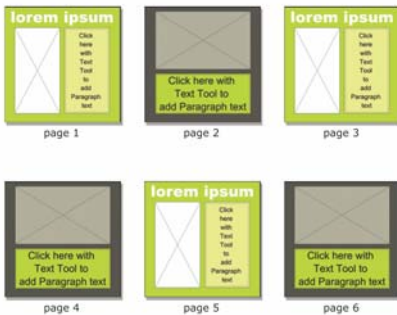 lorem ipsum
Click
here
with
Text
Tool
to
add
Paragraph
text
page 1
Click here with
Text Tool to
add Paragraph text
page 2
lorem ipsum
Click
here
with
Text
Tool
to
add
Paragraph
text
page 3
Click here with
Text Tool to
add Paragraph text
page 4
lorem ipsum
Click
here
with
Text
Tool
to
add
Paragraph
text
page 5
Click here with
Text Tool to
add Paragraph text
page 6